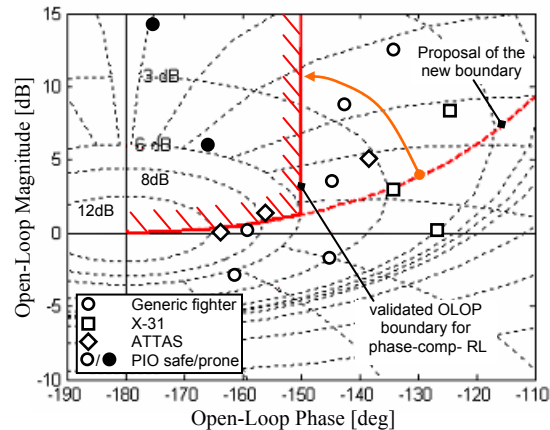 15
10
5
0
-5
-10
Open-Loop Magnitude [dB]
3 dB
6 dB
8dB
12dB
Proposal of the
new boundary
validated OLOP
boundary for
phase-comp- RL
Generic fighter
X-31
ATTAS
/ PIO safe/prone
-190 -180 -170 -160 -150 -140 -130 -120 -110
Open-Loop Phase [deg]